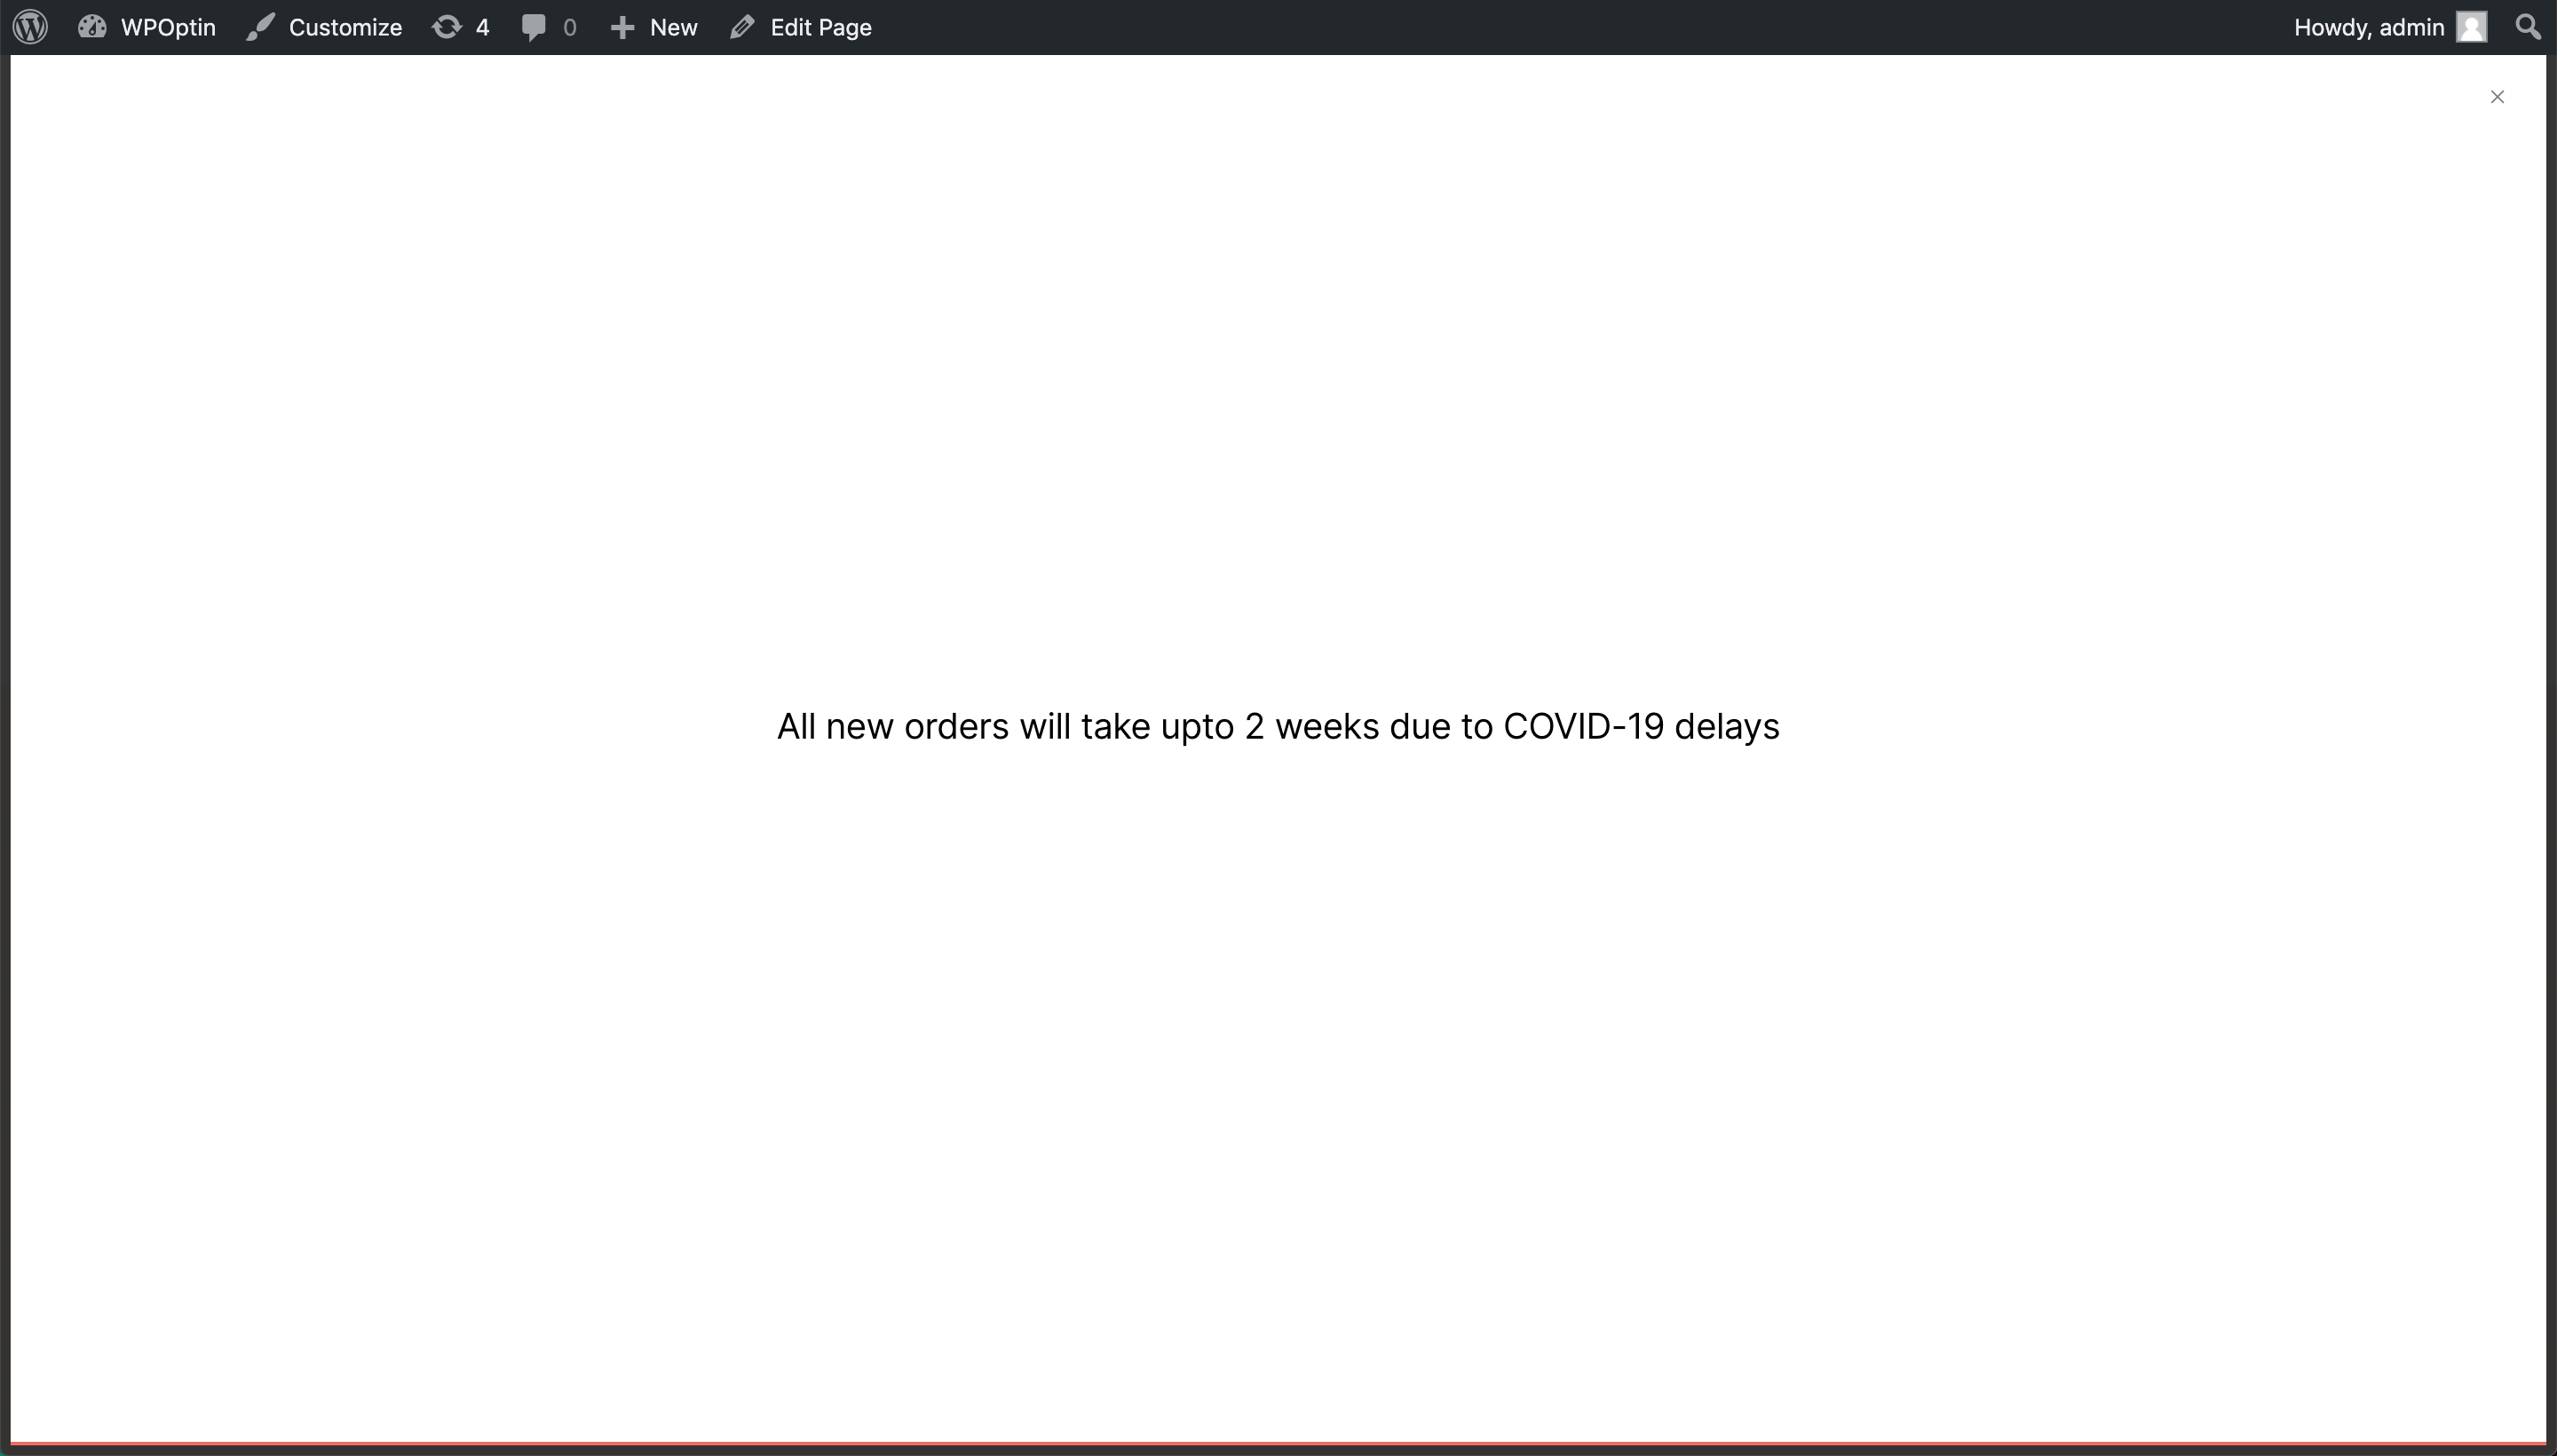 WPOptin Customize 4 0 New Edit Page Howdy, admin
All new orders will take upto 2 weeks due to COVID-19 delays